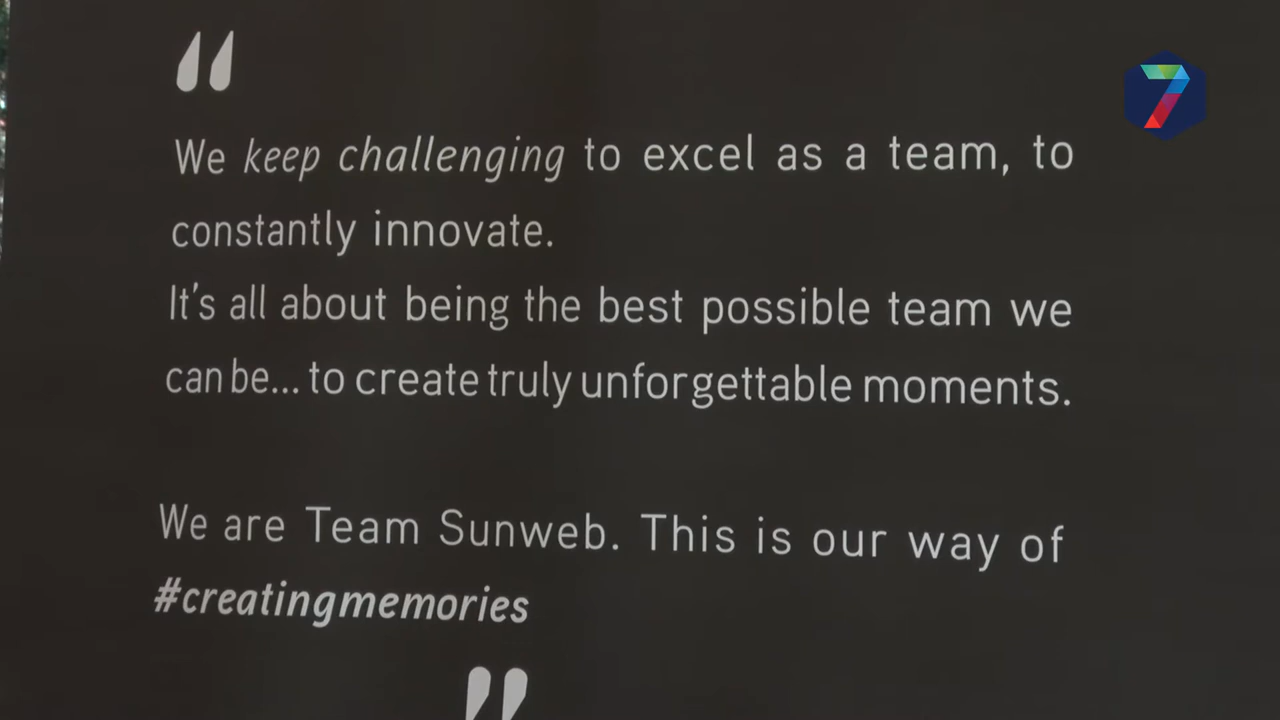 “
We keep challenging to excel as a team, to
constantly innovate.
It's all about being the best possible team we
can be... to create truly unforgettable moments.
We are Team Sunweb. This is our way of
#creatingmemories
”
7